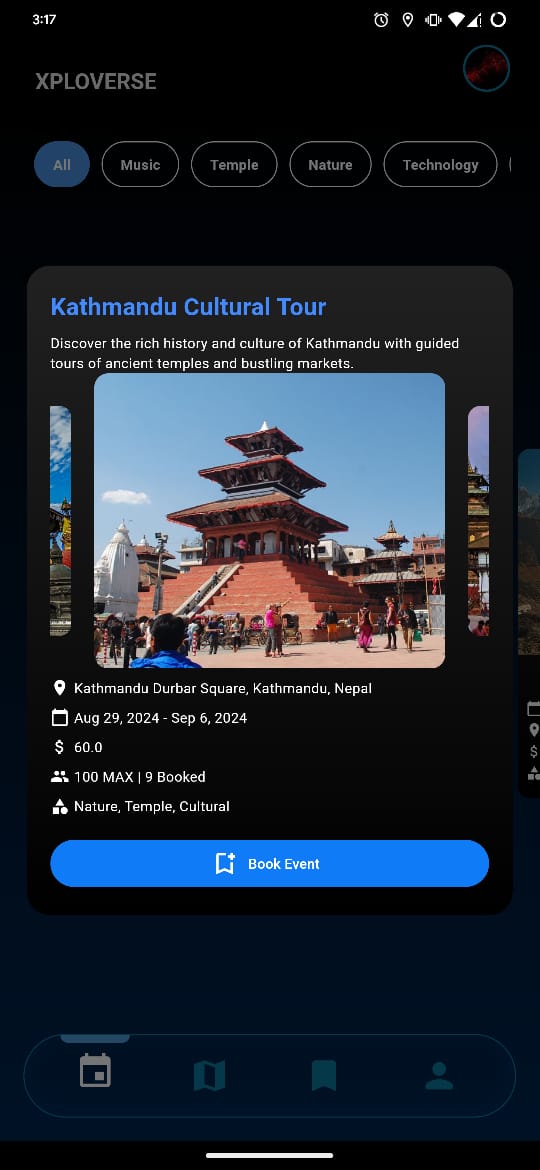 3:17
XPLOVERSE
All
Music
Temple
Nature
Technology
Kathmandu Cultural Tour
Discover the rich history and culture of Kathmandu with guided
tours of ancient temples and bustling markets.
Kathmandu Durbar Square, Kathmandu, Nepal
Aug 29, 2024 - Sep 6, 2024
$ 60.0
100 MAX | 9 Booked
Nature, Temple, Cultural
$
Book Event